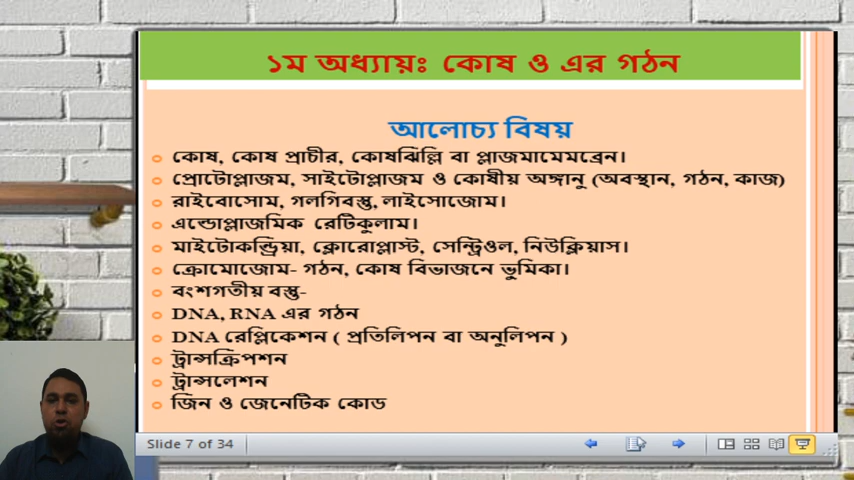 ১ম অধ্যায়ঃ কোষ ও এর গঠন
আলোচ্য বিষয়
কোষ, কোষ প্রাচীর, কোষঝিল্লি বা প্লাজমামেমব্রেন।
প্রোটোপ্লাজম, সাইটোপ্লাজম ও কোষীয় অঙ্গানু (অবস্থান, গঠন, কাজ)
রাইবোসোম, গলগিবস্তু, লাইসোজোম।
এন্ডোপ্লাজমিক রেটিকুলাম।
মাইটোকন্ড্রিয়া, ক্লোরোপ্লাস্ট, সেন্ট্রিওল, নিউক্লিয়াস।
ক্রোমোজোম- গঠন, কোষ বিভাজনে ভুমিকা।
বংশগতীয় বস্তু-
DNA, RNA এর গঠন
DNA রেপ্লিকেশন ( প্রতিলিপন বা অনুলিপন )
ট্রান্সক্রিপশন
ট্রান্সলেশন
জিন ও জেনেটিক কোড
Slide 7 of 34